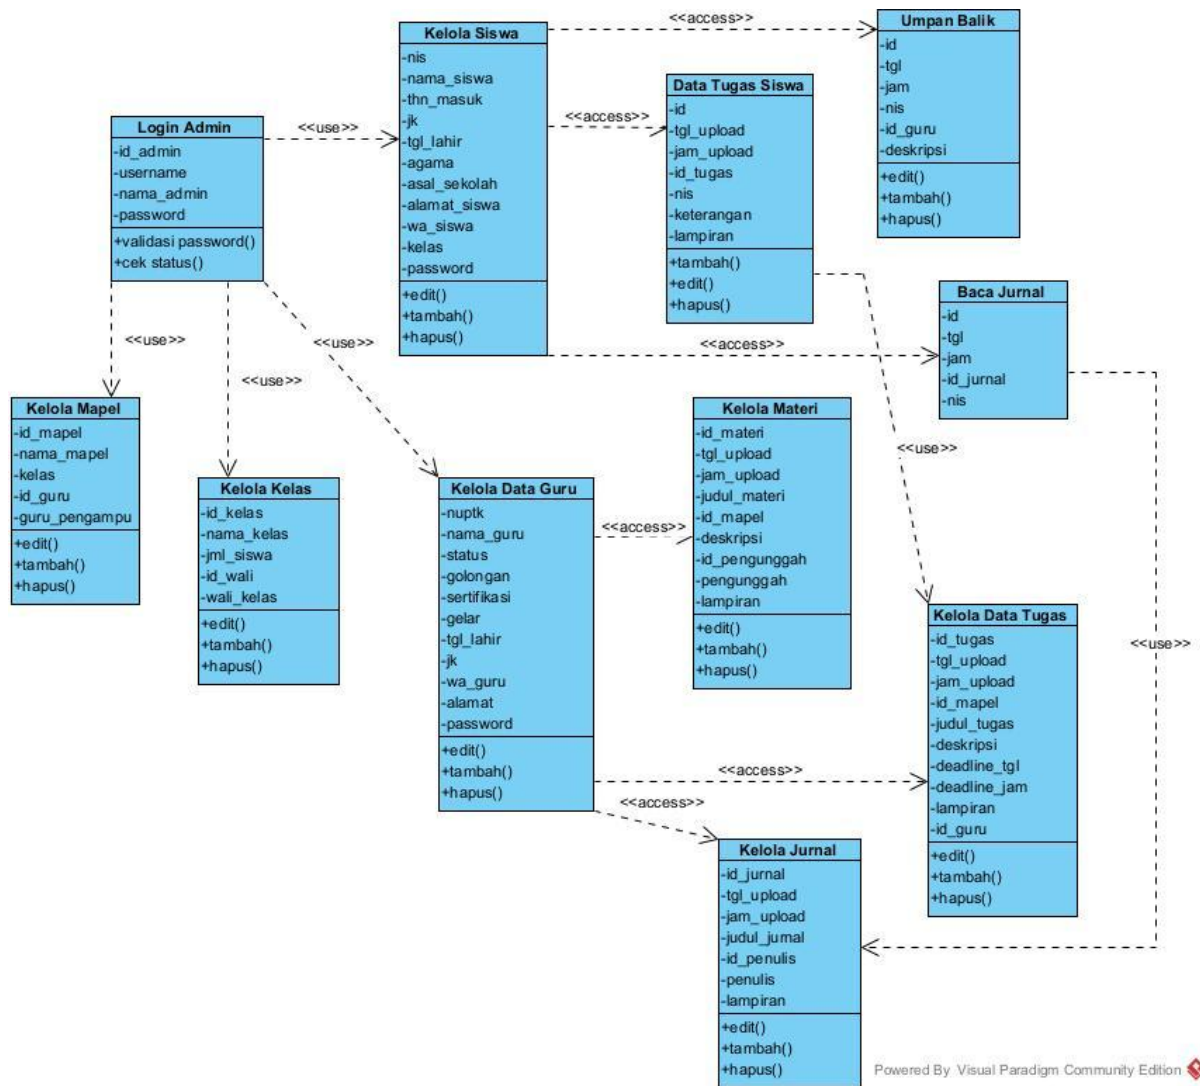 <<access>>
Umpan Balik
-id
-tgl
-jam
-nis
-id_guru
-deskripsi
+edit()
+tambah()
+hapus()
Kelola Siswa
-nis
-nama_siswa
-thn_masuk
-jk
-tgl_lahir
-agama
-asal_sekolah
-alamat_siswa
-wa_siswa
-kelas
-password
+edit()
+tambah()
+hapus()
<<access>>
Data Tugas Siswa
-id
-tgl_upload
-jam_upload
-id_tugas
-nis
-keterangan
-lampiran
+tambah()
+edit()
+hapus()
Login Admin
-id_admin
-username
-nama_admin
-password
+validasi password()
+cek status()
<<use>>
<<use>>
<<use>>
<<use>>
<<access>>
Baca Jurnal
-id
-tgl
-jam
-id_jurnal
-nis
Kelola Mapel
-id_mapel
-nama_mapel
-kelas
-id_guru
-guru_pengampu
+edit()
+tambah()
+hapus()
Kelola Kelas
-id_kelas
-nama_kelas
-jml_siswa
-id_wali
-wali_kelas
+edit()
+tambah()
+hapus()
Kelola Data Guru
-nuptk
-nama_guru
-status
-golongan
-sertifikasi
-gelar
-tgl_lahir
-jk
-wa_guru
-alamat
-password
+edit()
+tambah()
+hapus()
<<access>>
Kelola Materi
-id_materi
-tgl_upload
-jam_upload
-judul_materi
-id_mapel
-deskripsi
-id_pengunggah
-pengunggah
-lampiran
+edit()
+tambah()
+hapus()
<<use>>
Kelola Data Tugas
-id_tugas
-tgl_upload
-jam_upload
-id_mapel
-judul_tugas
-deskripsi
-deadline_tgl
-deadline_jam
-lampiran
-id_guru
+edit()
+tambah()
+hapus()
<<use>>
<<access>>
<<access>>
Kelola Jurnal
-id_jurnal
-tgl_upload
-jam_upload
-judul_jurnal
-id_penulis
-penulis
-lampiran
+edit()
+tambah()
+hapus()
Powered By Visual Paradigm Community Edition